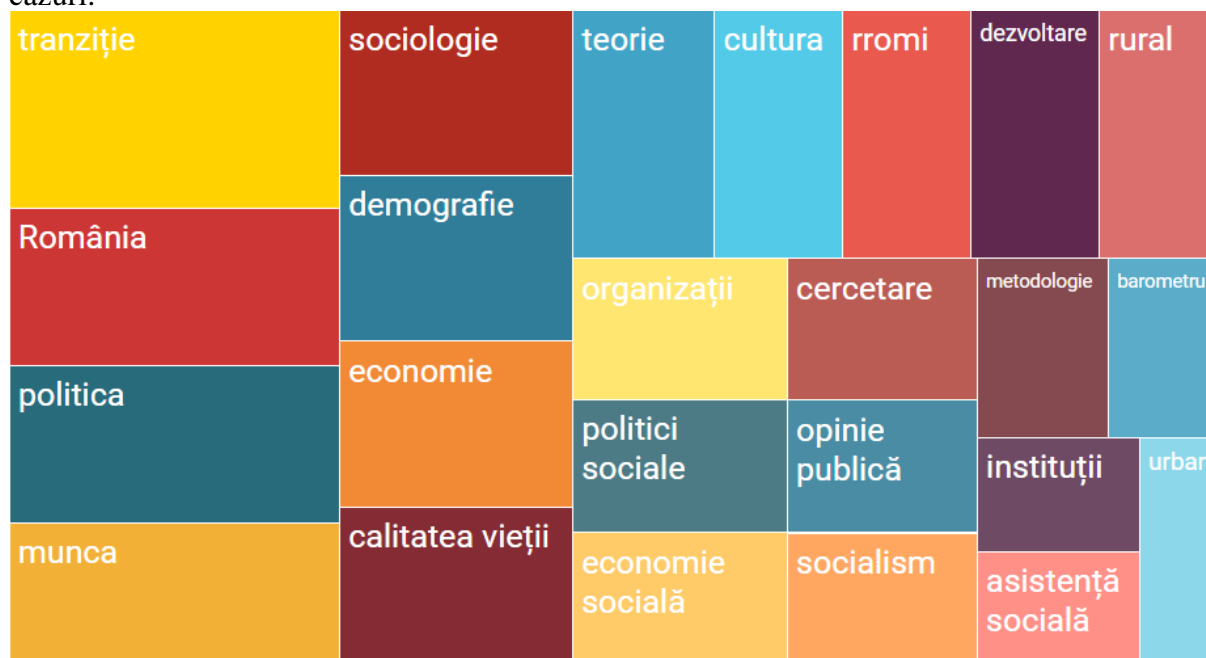 cazuri.
tranziție
România
politica
munca
sociologie
demografie
economie
calitatea vieții
teorie
cultura
rromi
dezvoltare
rural
organizații
cercetare
metodologie
barometru
politici
sociale
opinie
publică
instituții
urban
economie
socială
socialism
asistență
socială